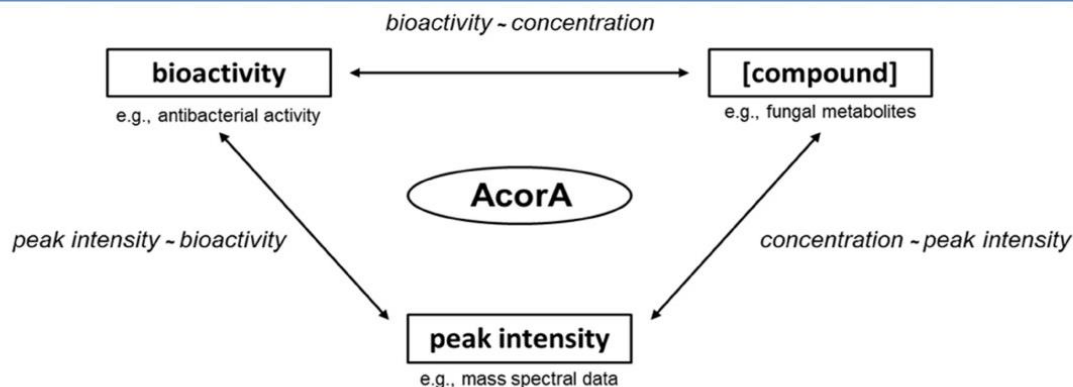 bioactivity ~ concentration
bioactivity
[compound]
e.g., antibacterial activity
e.g., fungal metabolites
AcorA
peak intensity ~ bioactivity
concentration ~ peak intensity
peak intensity
e.g., mass spectral data